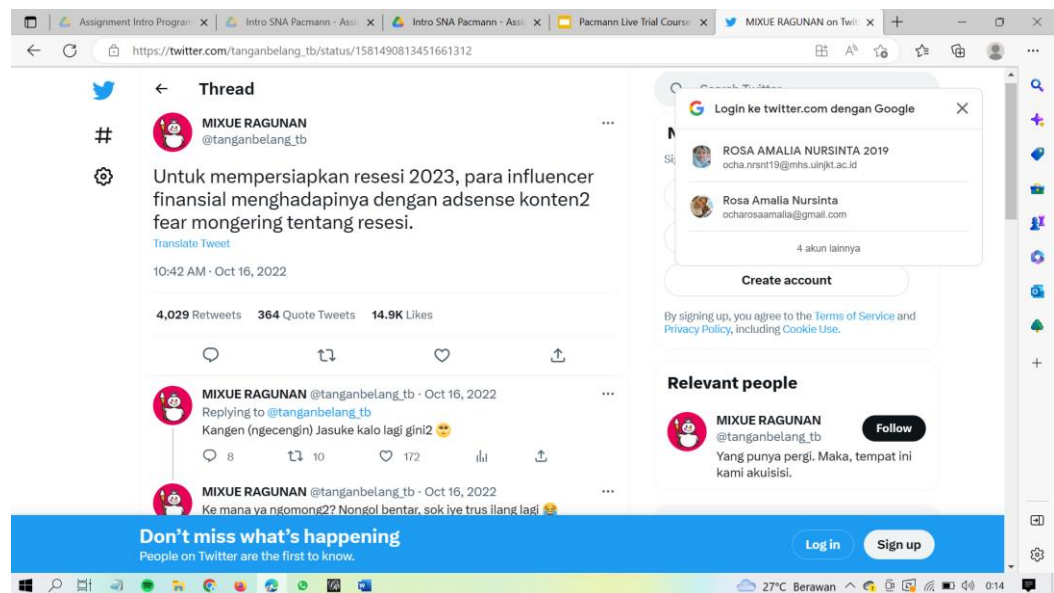 Assignment Intro Program
Intro SNA Pacmann - Assi
Intro SNA Pacmann - Assi
Pacmann Live Trial Course
MIXUE RAGUNAN on Twit
https://twitter.com/tanganbelang_tb/status/1581490813451661312
Thread
MIXUE RAGUNAN
@tanganbelang_tb
Untuk mempersiapkan resesi 2023, para influencer
finansial menghadapinya dengan adsense konten2
fear mongering tentang resesi.
Translate Tweet
10:42 AM · Oct 16, 2022
4,029 Retweets 364 Quote Tweets 14.9K Likes
MIXUE RAGUNAN @tanganbelang_tb · Oct 16, 2022
Replying to @tanganbelang_tb
Kangen (ngecengin) Jasuke kalo lagi gini2
8 10 172
MIXUE RAGUNAN @tanganbelang_tb · Oct 16, 2022
Ke mana ya ngomong2? Nongol bentar, sok iye trus ilang lagi
Login ke twitter.com dengan Google
ROSA AMALIA NURSINTA 2019
ocha.nrsnt19@mhs.uinjkt.ac.id
Rosa Amalia Nursinta
ocharosaamalia@gmail.com
4 akun lainnya
Create account
By signing up, you agree to the Terms of Service and
Privacy Policy, including Cookie Use.
Relevant people
MIXUE RAGUNAN
@tanganbelang_tb
Follow
Yang punya pergi. Maka, tempat ini
kami akuisisi.
Don't miss what's happening
People on Twitter are the first to know.
Log in
Sign up
27°C Berawan
0:14